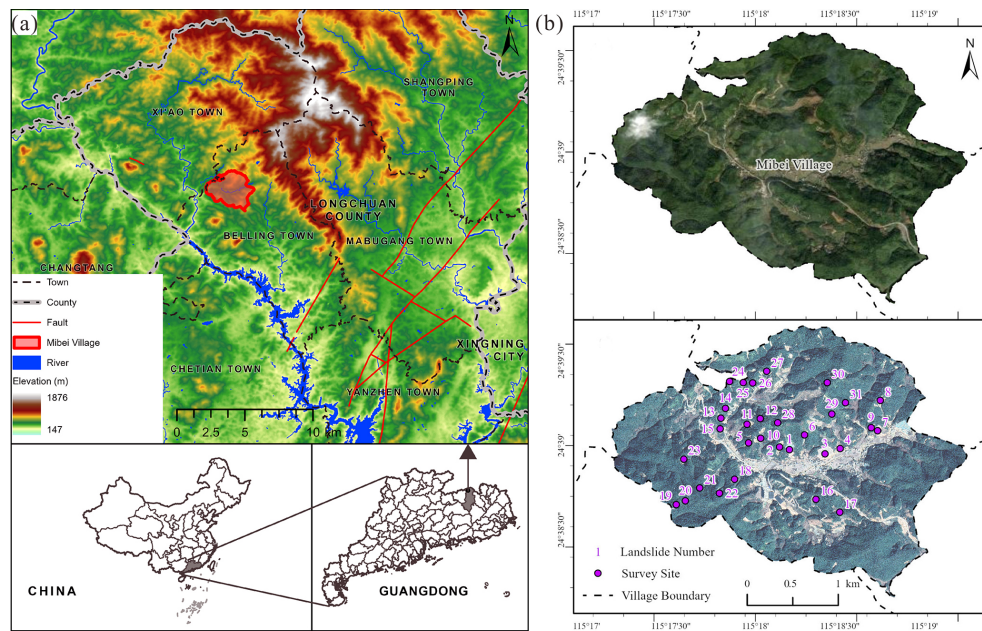 (a)
N
SHANGPING
TOWN
XI'AO TOWN
LONGCHUAN
COUNTY
BEILING TOWN
MABUGANG TOWN
CHANGTANG
Town
County
Fault
Mibei Village
River
Elevation (m)
1876
147
CHETIAN TOWN
XINGNING
CITY
YANZHEN TOWN
0 2.5 5 10 km
CHINA
GUANGDONG
(b)
115°17' 115°17'30" 115°18' 115°18'30" 115°19'
N
24°39'30"
24°39'
24°38'30"
Mibei Village
24°39'30"
24°39'
24°38'30"
27
24
25
26
30
14
31
8
29
13
11
12
28
9
7
15
6
5
10
2
1
3
4
23
18
21
22
19
20
16
17
1 Landslide Number
Survey Site
Village Boundary
0 0.5 1 km
115°17' 115°17'30" 115°18' 115°18'30" 115°19'